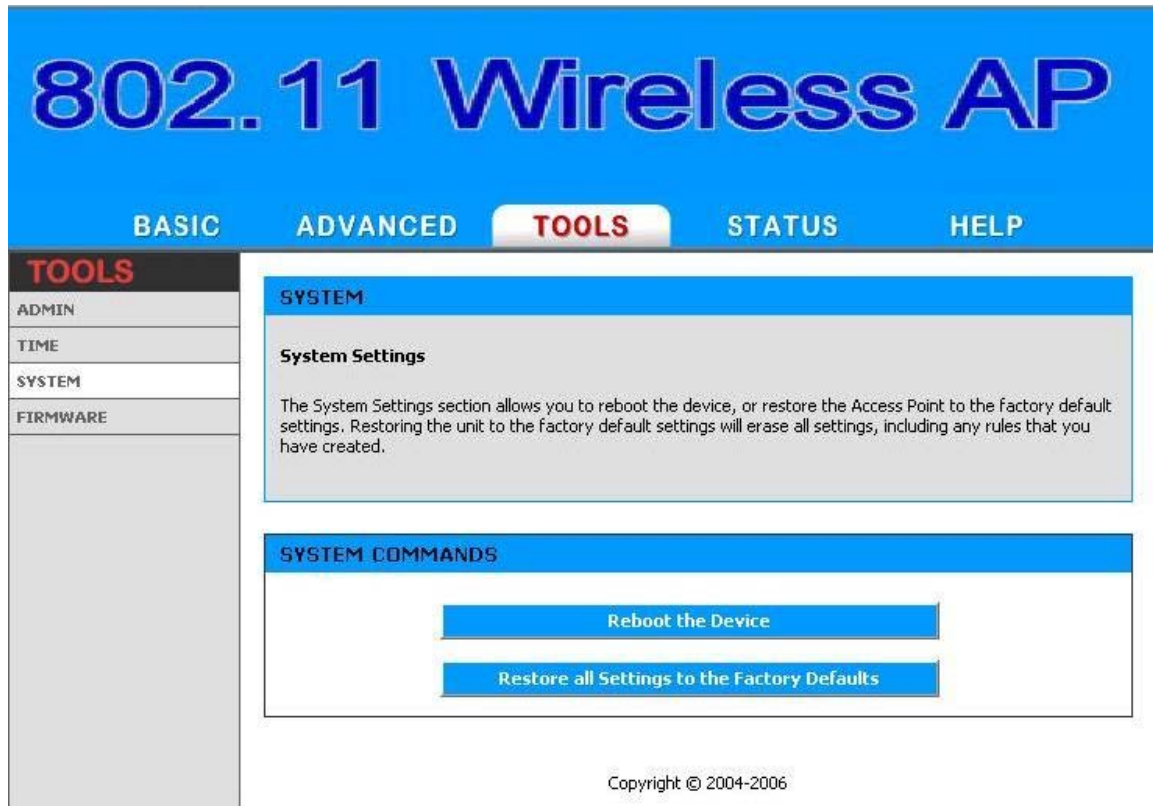 802.11 Wireless AP
BASIC ADVANCED TOOLS STATUS HELP
TOOLS
ADMIN
TIME
SYSTEM
FIRMWARE
SYSTEM
System Settings
The System Settings section allows you to reboot the device, or restore the Access Point to the factory default
settings. Restoring the unit to the factory default settings will erase all settings, including any rules that you
have created.
SYSTEM COMMANDS
Reboot the Device
Restore all Settings to the Factory Defaults
Copyright © 2004-2006